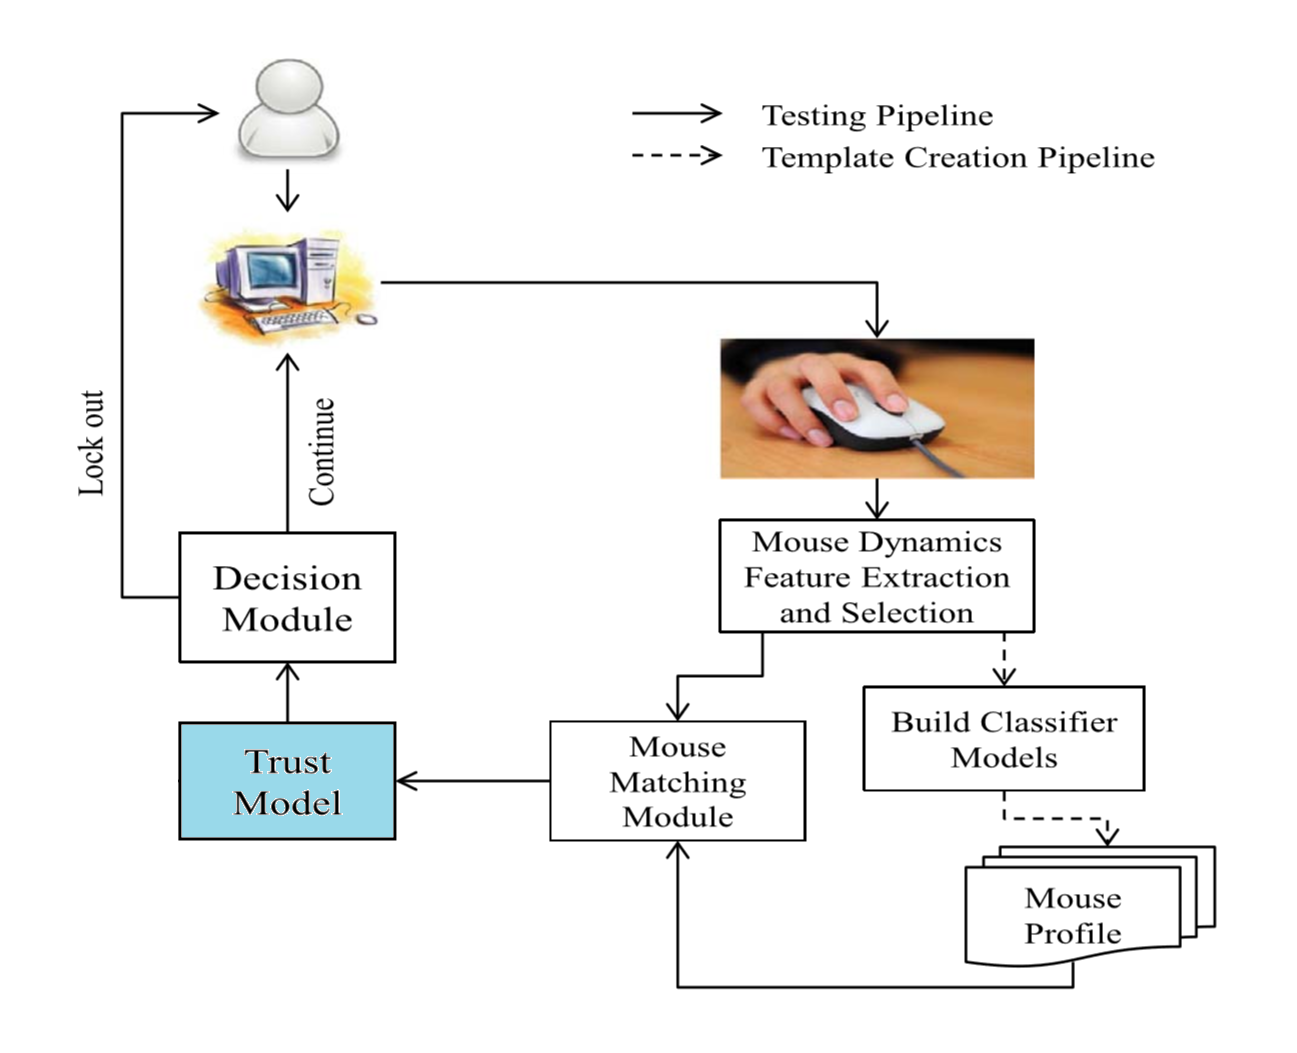 Testing Pipeline
Template Creation Pipeline
Lock out
Continue
Mouse Dynamics
Feature Extraction
and Selection
Decision
Module
Build Classifier
Models
Trust
Model
Mouse
Matching
Module
Mouse
Profile